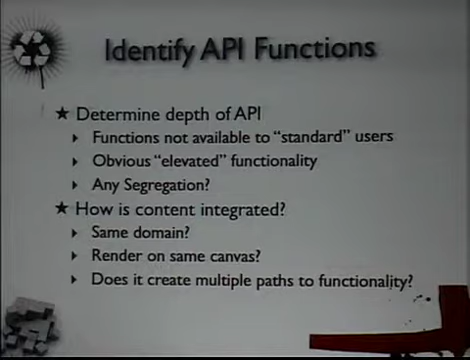 Identify API Functions
★ Determine depth of API
‣ Functions not available to “standard” users
‣ Obvious “elevated” functionality
‣ Any Segregation?
★ How is content integrated?
‣ Same domain?
‣ Render on same canvas?
‣ Does it create multiple paths to functionality?